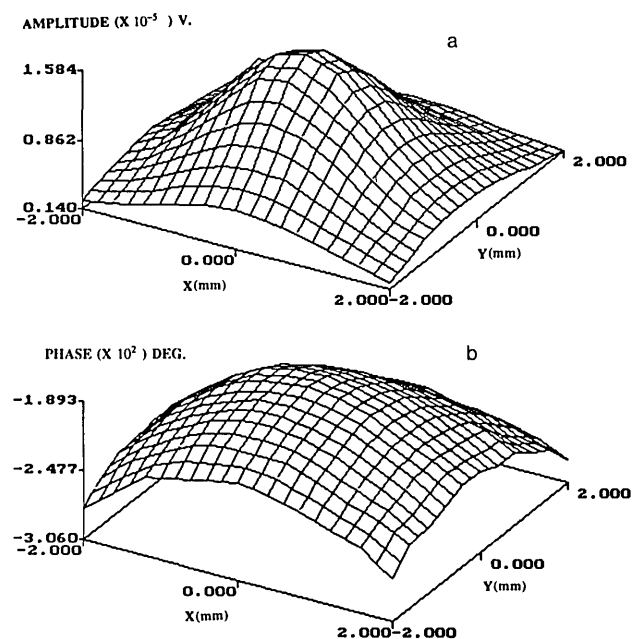 AMPLITUDE (X 10⁻⁵ ) V.
a
1.584
0.862
0.140
-2.000
0.000
X(mm)
2.000
-2.000
0.000
Y(mm)
2.000
PHASE (X 10² ) DEG.
b
-1.893
-2.477
-3.060
-2.000
0.000
X(mm)
2.000
-2.000
0.000
Y(mm)
2.000